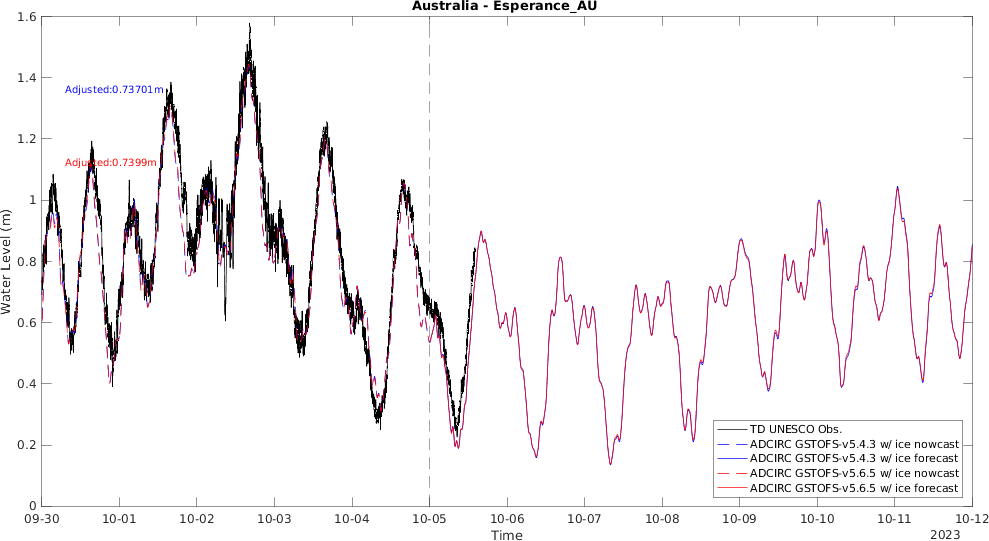 Australia - Esperance_AU
1.6
1.4
1.2
1
0.8
0.6
0.4
0.2
0
Water Level (m)
Adjusted:0.73701m
Adjusted:0.7399m
TD UNESCO Obs.
ADCIRC GSTOFS-v5.4.3 w/ ice nowcast
ADCIRC GSTOFS-v5.4.3 w/ ice forecast
ADCIRC GSTOFS-v5.6.5 w/ ice nowcast
ADCIRC GSTOFS-v5.6.5 w/ ice forecast
09-30 10-01 10-02 10-03 10-04 10-05 10-06 10-07 10-08 10-09 10-10 10-11 10-12
Time
2023